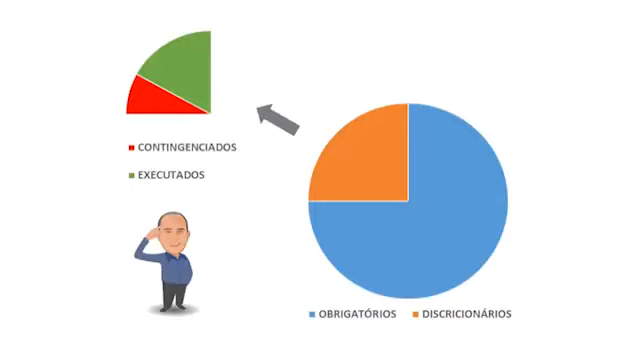 CONTINGENCIADOS
EXECUTADOS
OBRIGATÓRIOS DISCRICIONÁRIOS